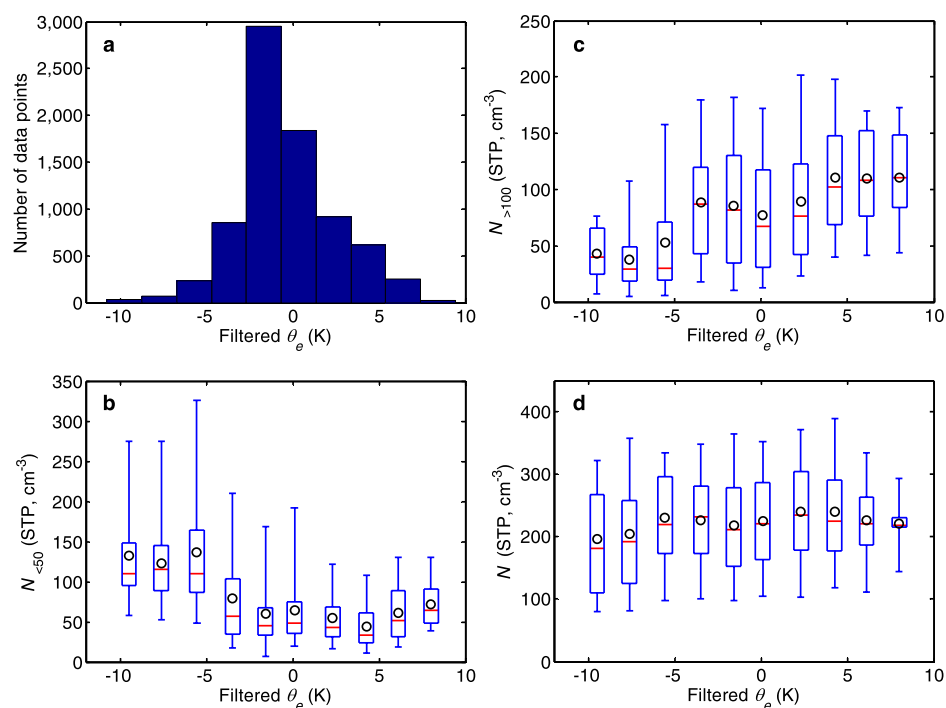 a
3,000
2,500
2,000
1,500
1,000
500
0
Number of data points
-10 -5 0 5 10
Filtered θe (K)
c
250
200
150
100
50
0
N >100 (STP, cm-3)
-10 -5 0 5 10
Filtered θe (K)
b
350
300
250
200
150
100
50
0
N <50 (STP, cm-3)
-10 -5 0 5 10
Filtered θe (K)
d
400
300
200
100
0
N (STP, cm-3)
-10 -5 0 5 10
Filtered θe (K)